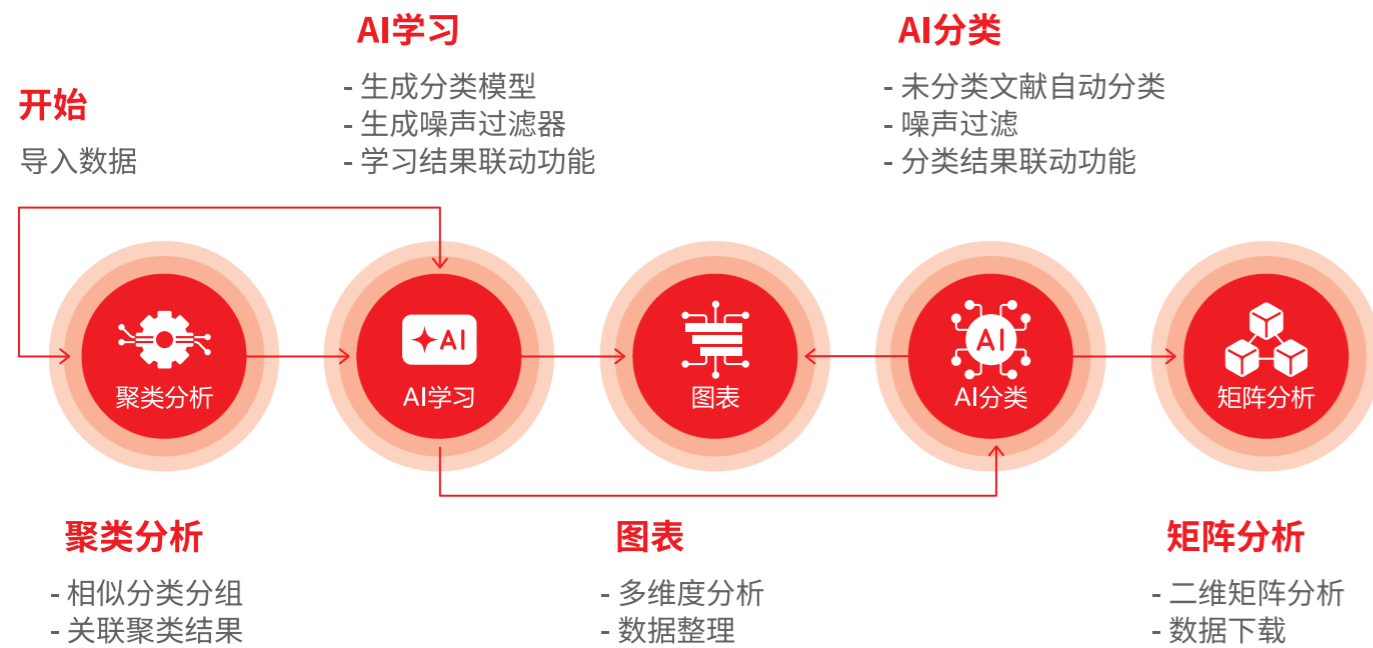 AI学习
- 生成分类模型
- 生成噪声过滤器
- 学习结果联动功能
AI分类
- 未分类文献自动分类
- 噪声过滤
- 分类结果联动功能
开始
导入数据
聚类分析
AI
AI学习
图表
AI
AI分类
矩阵分析
聚类分析
- 相似分类分组
- 关联聚类结果
图表
- 多维度分析
- 数据整理
矩阵分析
- 二维矩阵分析
- 数据下载